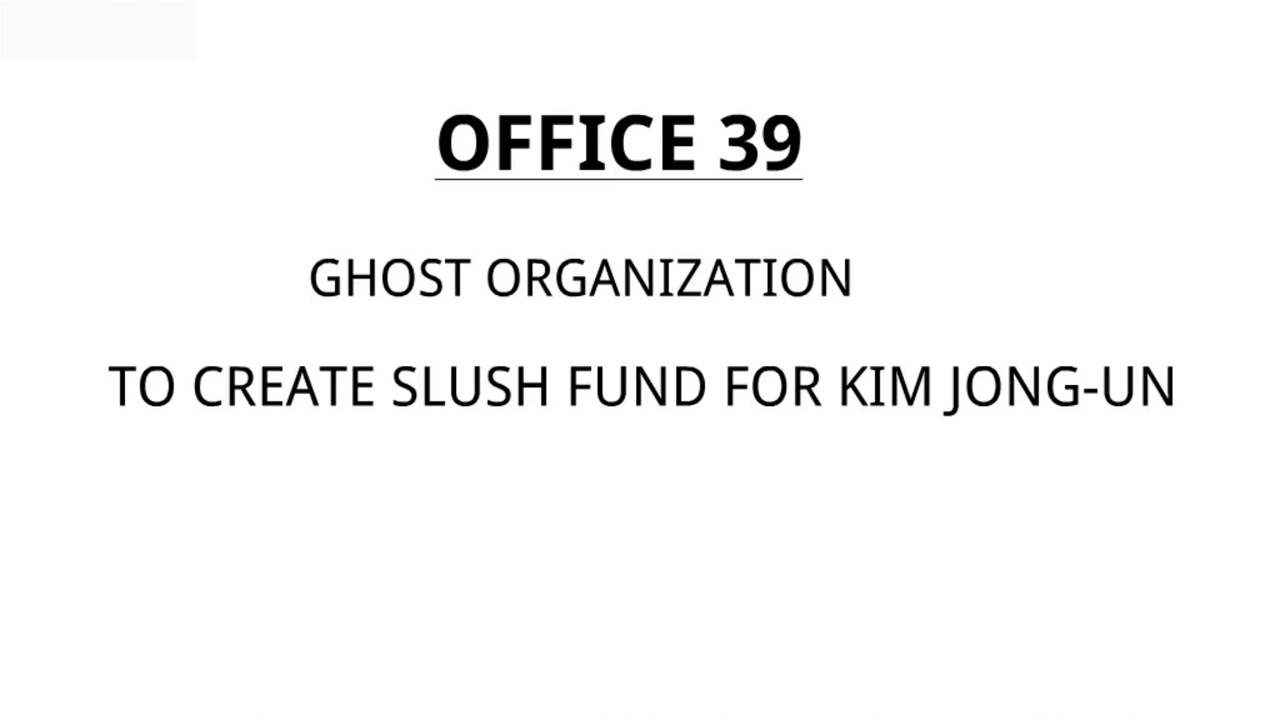 OFFICE 39
GHOST ORGANIZATION
TO CREATE SLUSH FUND FOR KIM JONG-UN